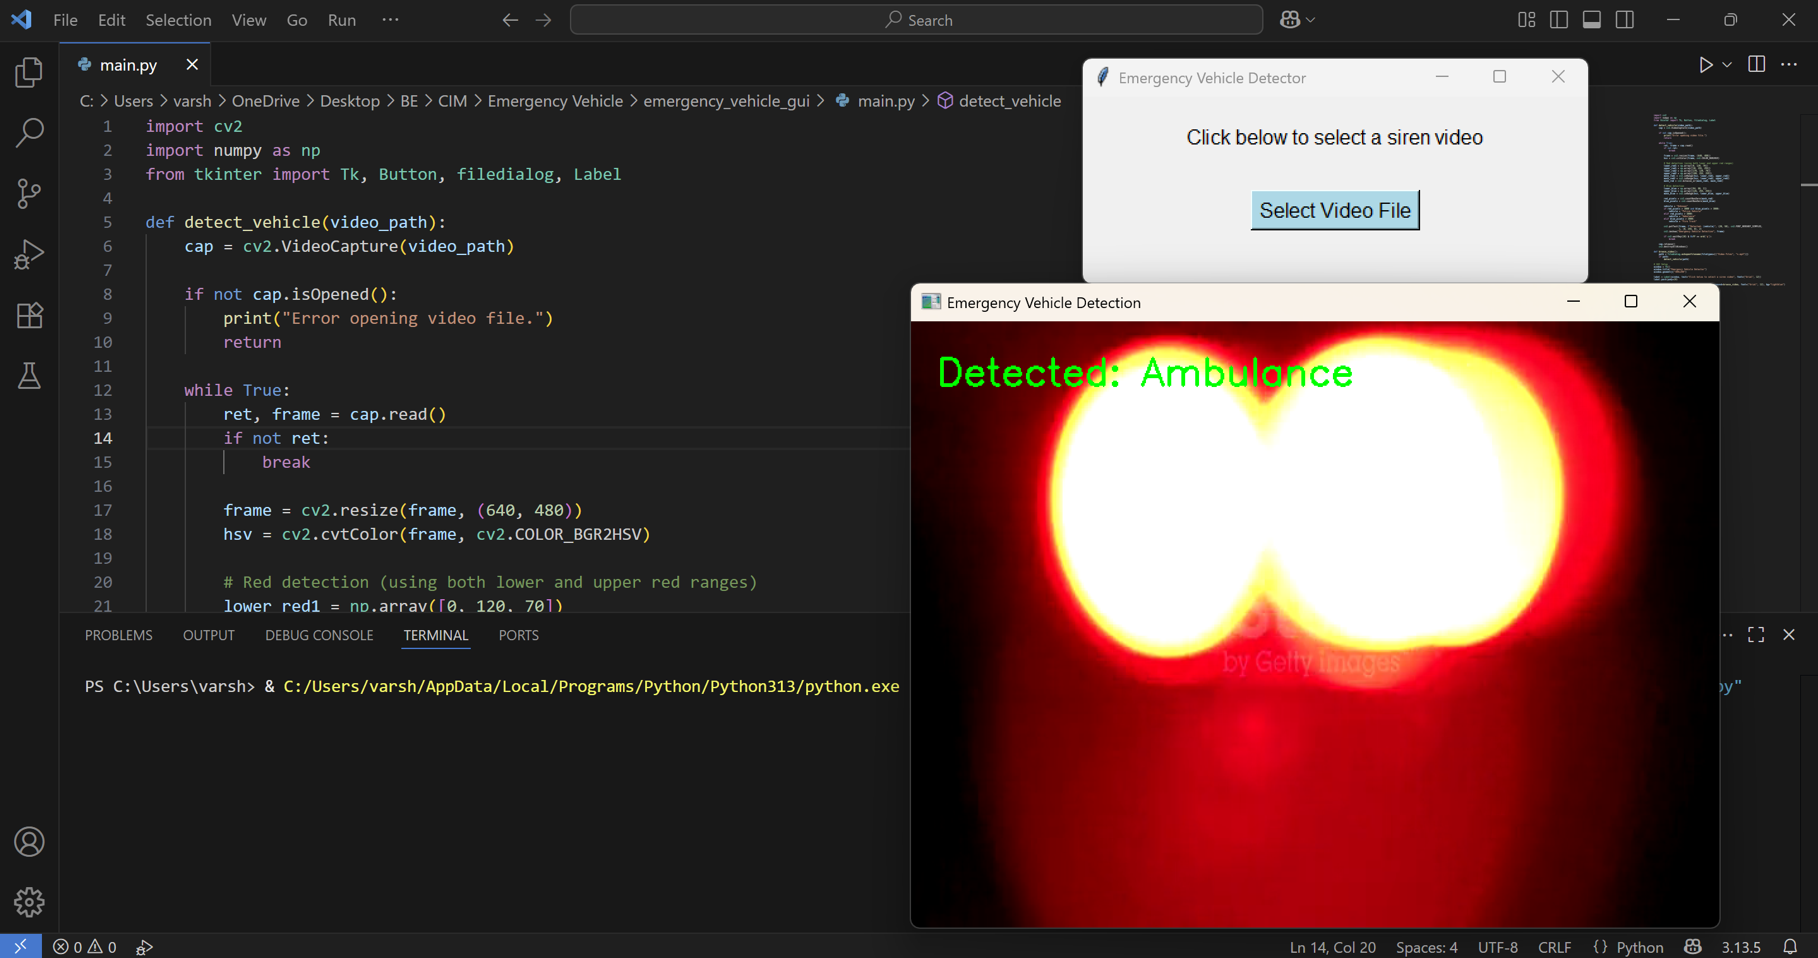 File Edit Selection View Go Run ···
Search
main.py
C: > Users > varsh > OneDrive > Desktop > BE > CIM > Emergency Vehicle > emergency_vehicle_gui > main.py > detect_vehicle
1 import cv2
2 import numpy as np
3 from tkinter import Tk, Button, filedialog, Label
4
5 def detect_vehicle(video_path):
6 cap = cv2.VideoCapture(video_path)
7
8 if not cap.isOpened():
9 print("Error opening video file.")
10 return
11
12 while True:
13 ret, frame = cap.read()
14 if not ret:
15 break
16
17 frame = cv2.resize(frame, (640, 480))
18 hsv = cv2.cvtColor(frame, cv2.COLOR_BGR2HSV)
19
20 # Red detection (using both lower and upper red ranges)
21 lower_red1 = np.array([0, 120, 70])
Emergency Vehicle Detector
Click below to select a siren video
Select Video File
Emergency Vehicle Detection
Detected: Ambulance
by Getty Images
PROBLEMS OUTPUT DEBUG CONSOLE TERMINAL PORTS
PS C:\Users\varsh> & C:/Users/varsh/AppData/Local/Programs/Python/Python313/python.exe
py"
0 0
Ln 14, Col 20 Spaces: 4 UTF-8 CRLF {} Python 3.13.5